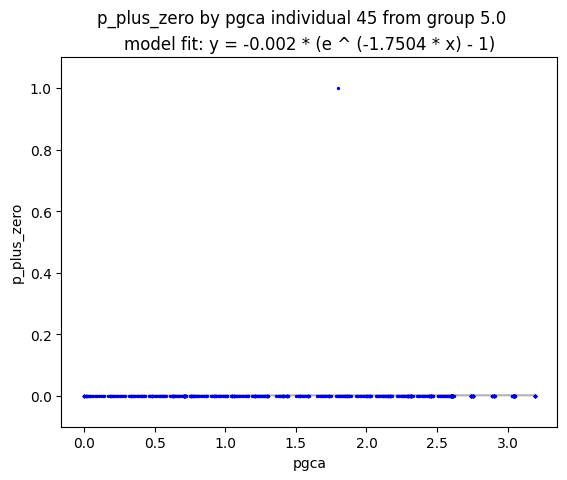 p_plus_zero by pgca individual 45 from group 5.0
model fit: y = -0.002 * (e ^ (-1.7504 * x) - 1)
1.0
0.8
0.6
0.4
0.2
0.0
p_plus_zero
0.0 0.5 1.0 1.5 2.0 2.5 3.0
pgca